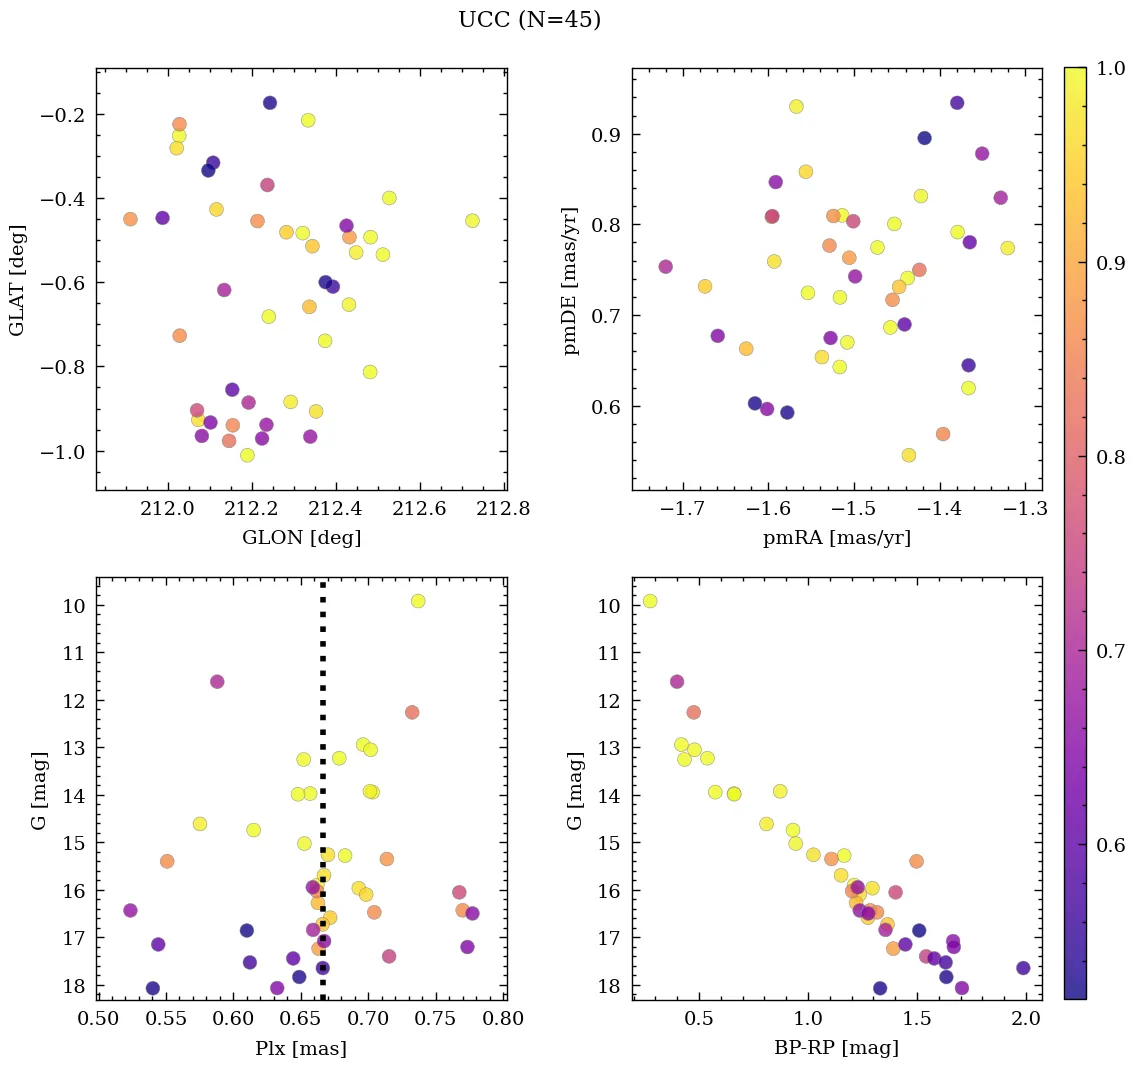 UCC (N=45)
−0.2
−0.4
−0.6
−0.8
−1.0
GLAT [deg]
212.0 212.2 212.4 212.6 212.8
GLON [deg]
0.9
0.8
0.7
0.6
pmDE [mas/yr]
−1.7 −1.6 −1.5 −1.4 −1.3
pmRA [mas/yr]
10
11
12
13
14
15
16
17
18
G [mag]
0.50 0.55 0.60 0.65 0.70 0.75 0.80
Plx [mas]
10
11
12
13
14
15
16
17
18
G [mag]
0.5 1.0 1.5 2.0
BP-RP [mag]
1.0
0.9
0.8
0.7
0.6